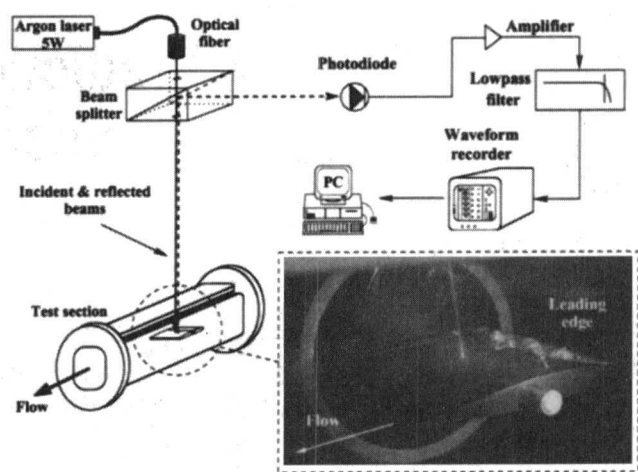 Argon laser
5W
Optical
fiber
Beam
splitter
Photodiode
Amplifier
Lowpass
filter
Waveform
recorder
PC
Incident & reflected
beams
Test section
Flow
Leading
edge
Flow